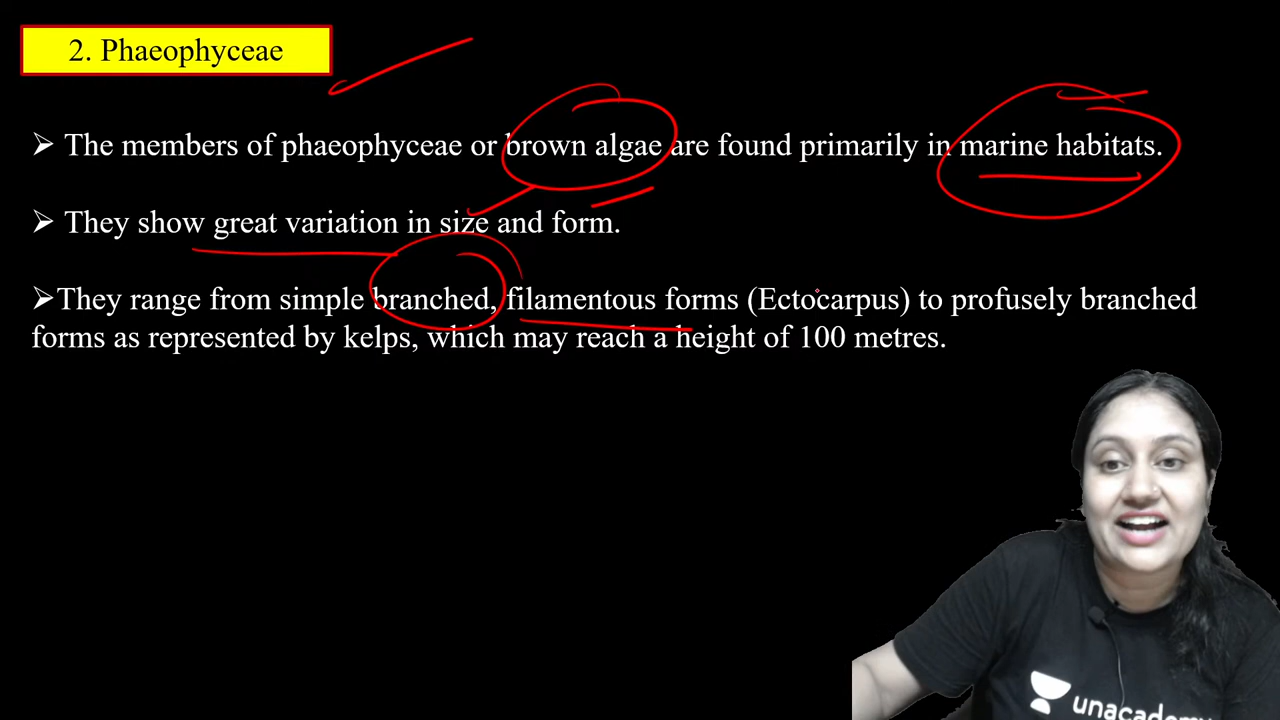 2. Phaeophyceae
➢ The members of phaeophyceae or brown algae are found primarily in marine habitats.
➢ They show great variation in size and form.
➢They range from simple branched, filamentous forms (Ectocarpus) to profusely branched
forms as represented by kelps, which may reach a height of 100 metres.
unacademy